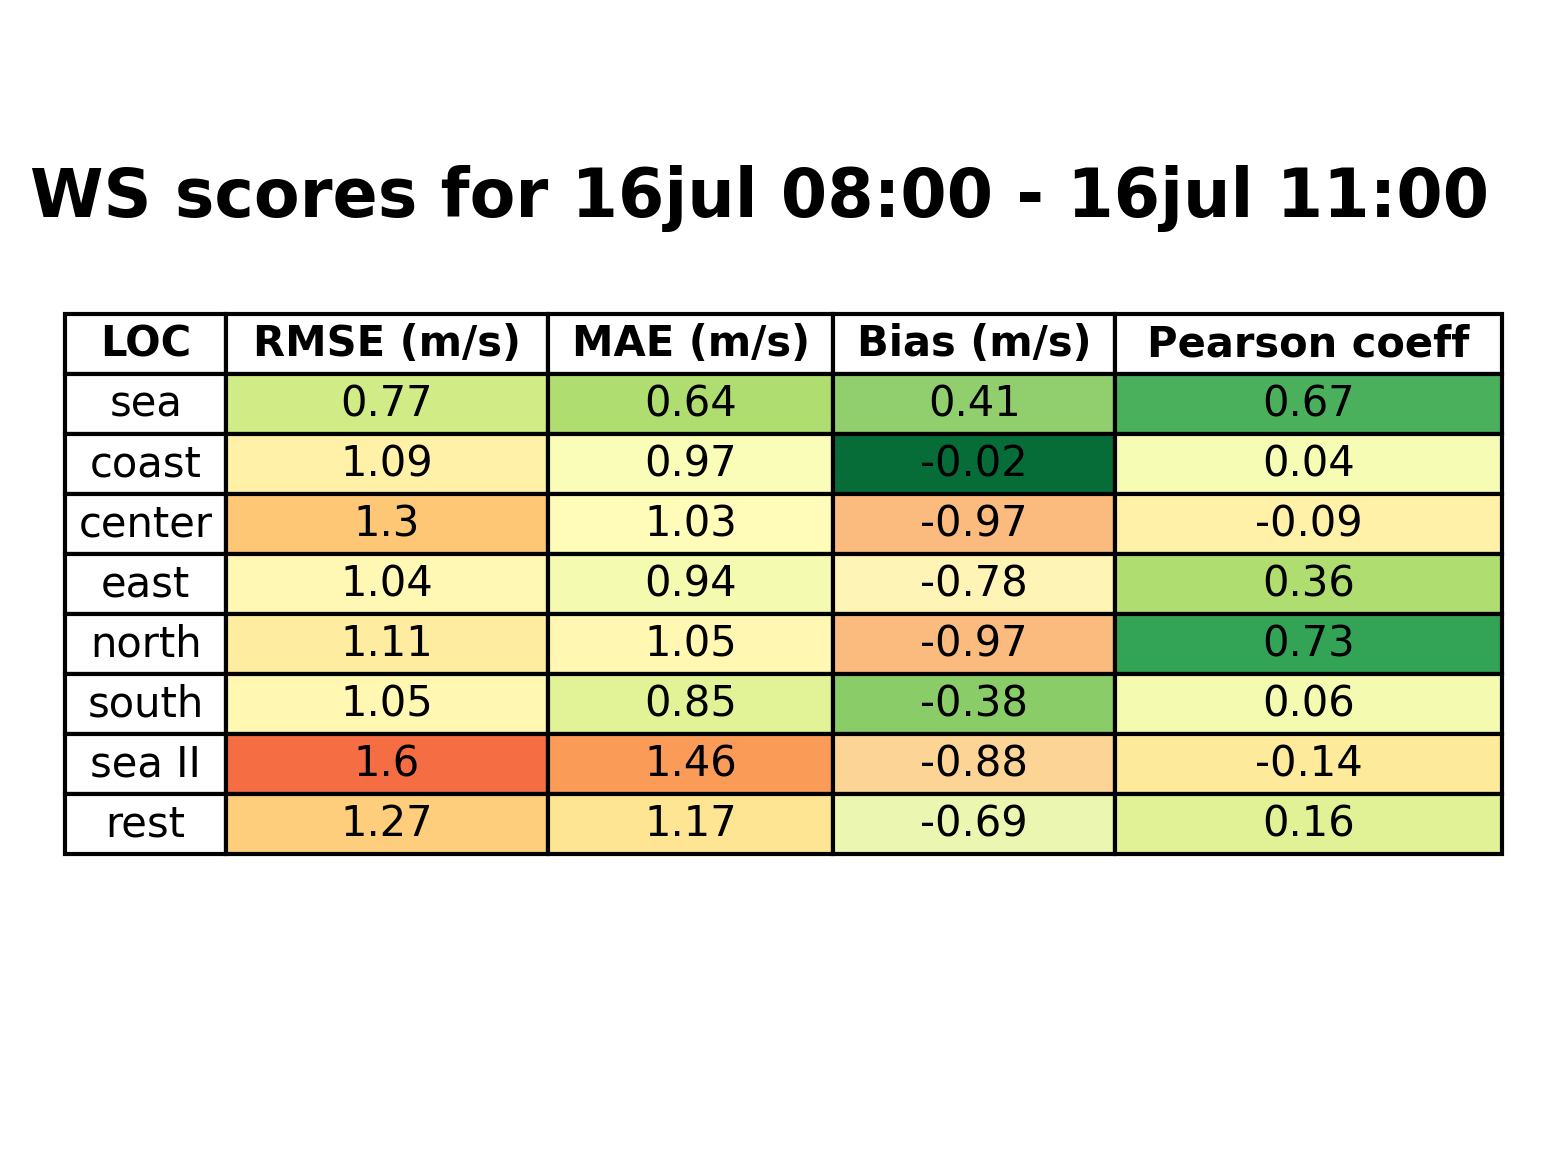 WS scores for 16jul 08:00 - 16jul 11:00
LOC RMSE (m/s) MAE (m/s) Bias (m/s) Pearson coeff
sea 0.77 0.64 0.41 0.67
coast 1.09 0.97 -0.02 0.04
center 1.3 1.03 -0.97 -0.09
east 1.04 0.94 -0.78 0.36
north 1.11 1.05 -0.97 0.73
south 1.05 0.85 -0.38 0.06
sea II 1.6 1.46 -0.88 -0.14
rest 1.27 1.17 -0.69 0.16